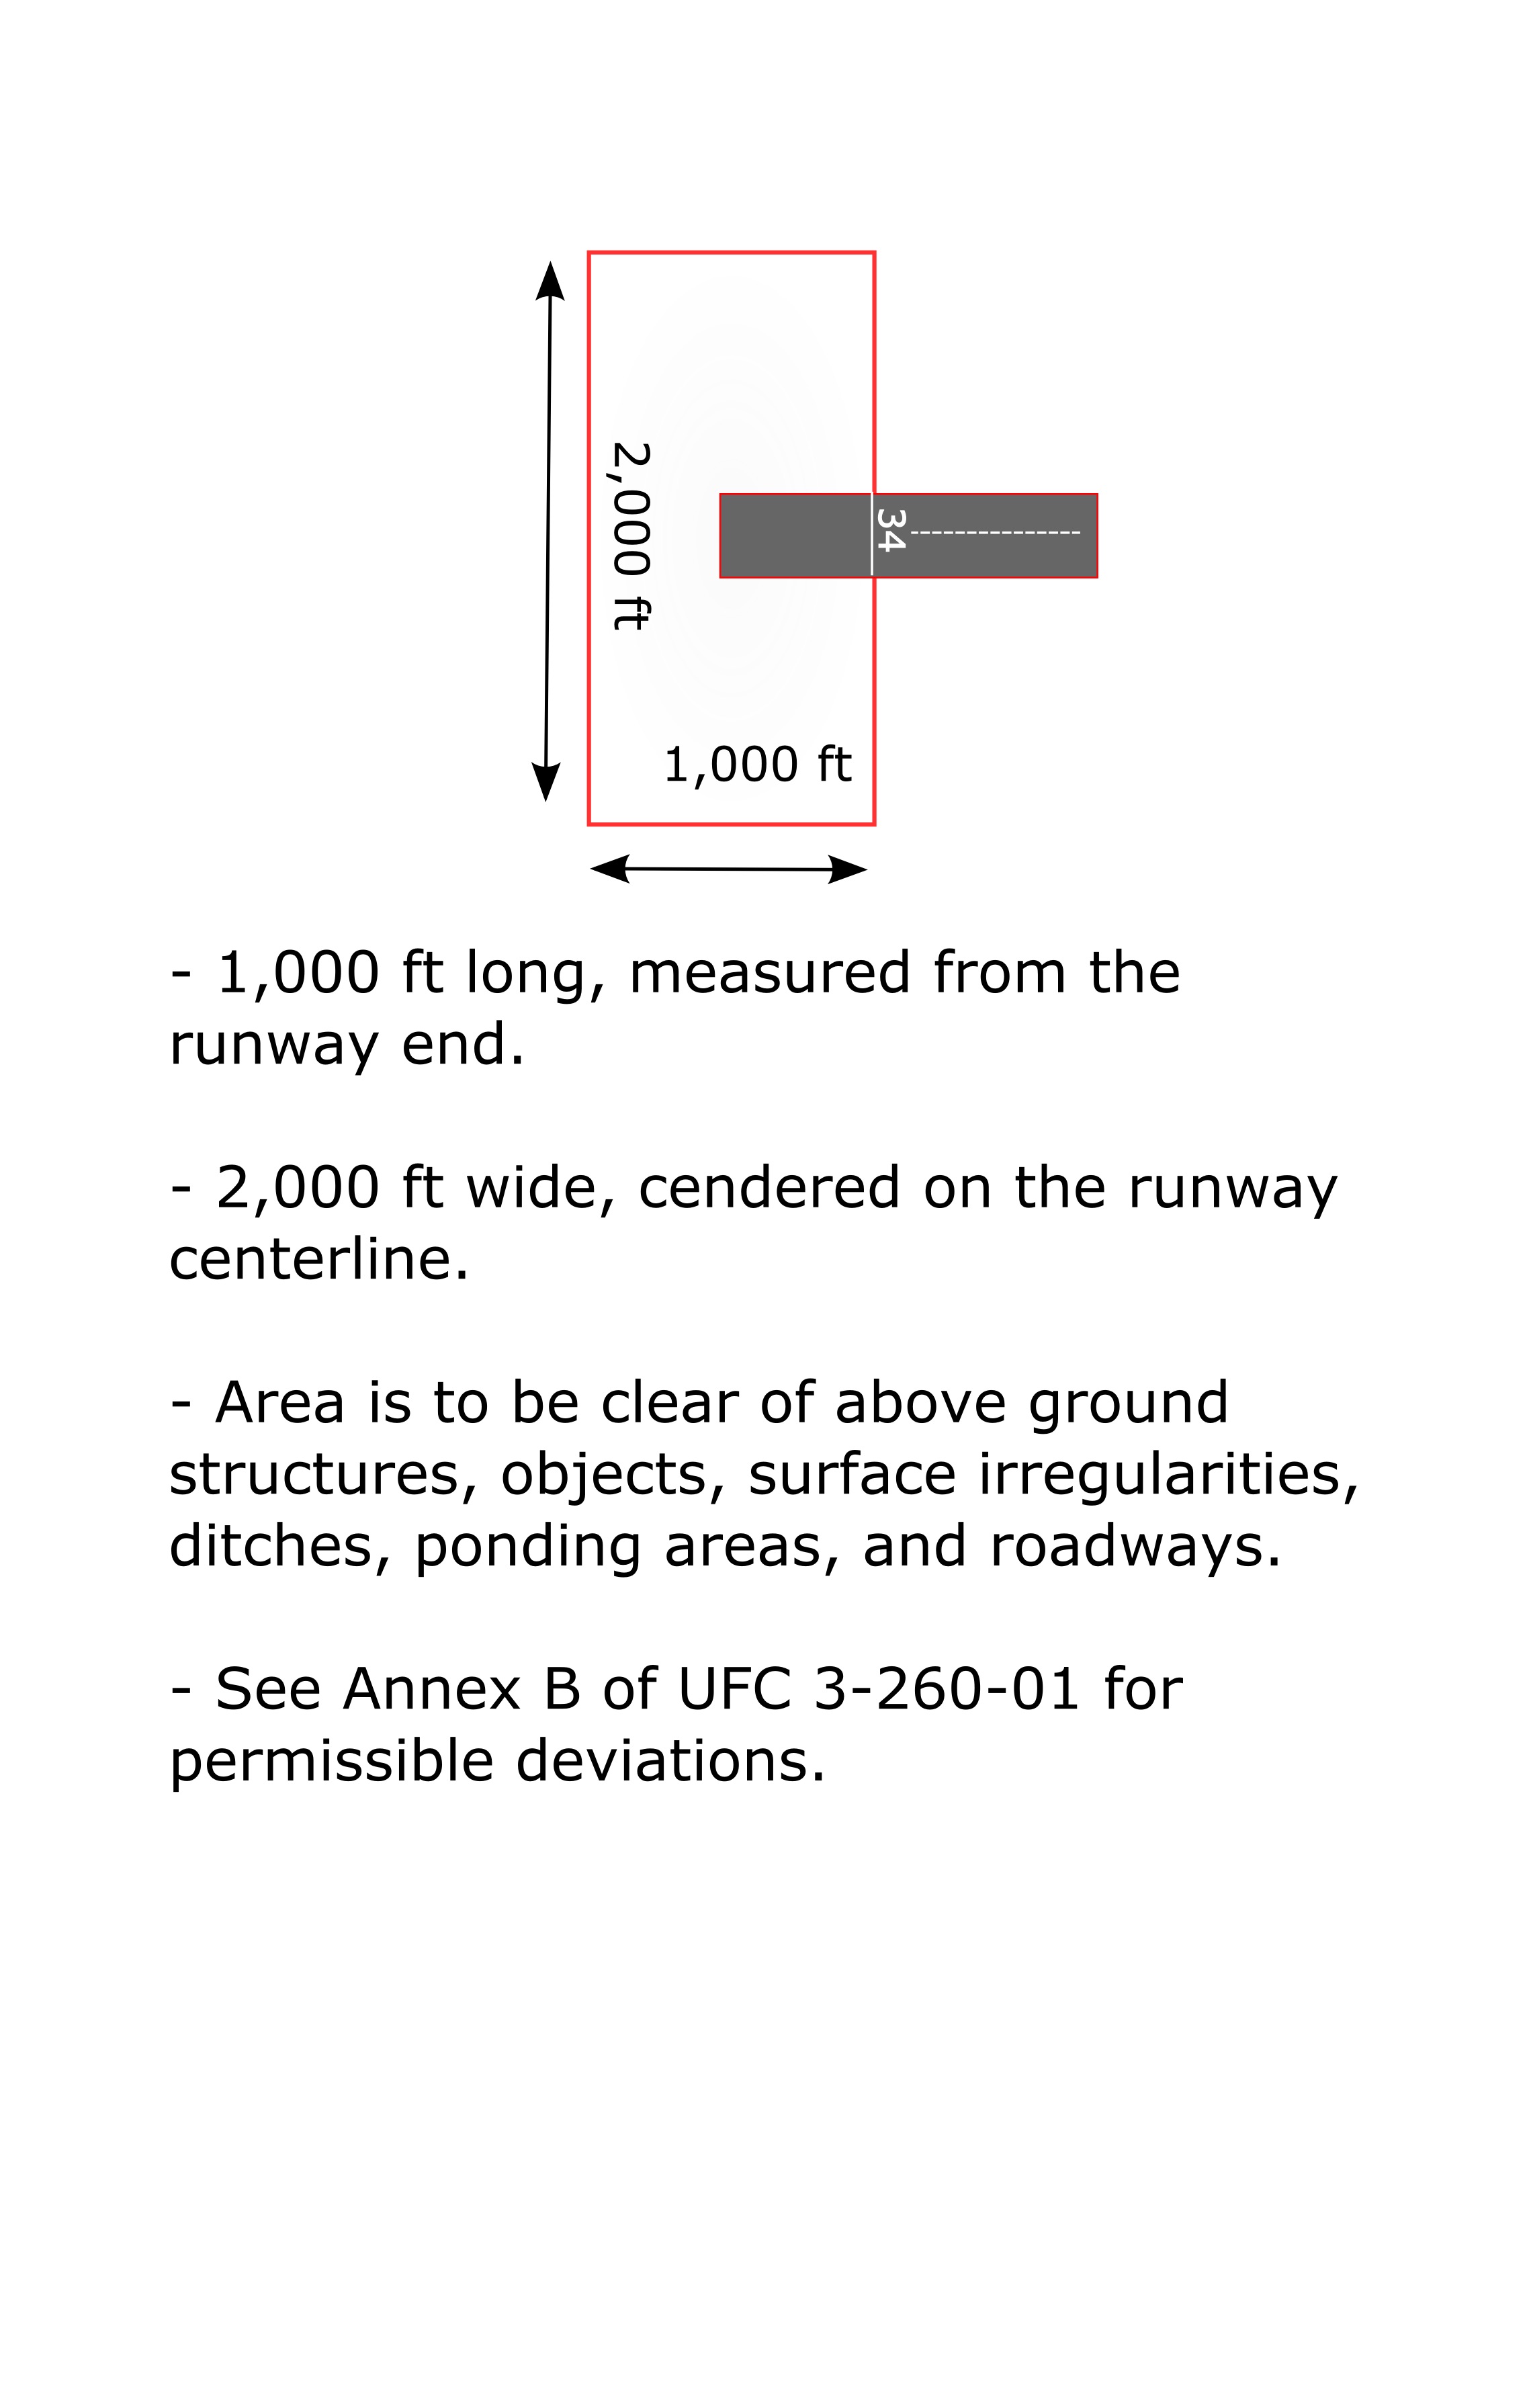 2,000 ft
34
1,000 ft
- 1,000 ft long, measured from the
runway end.
- 2,000 ft wide, cendered on the runway
centerline.
- Area is to be clear of above ground
structures, objects, surface irregularities,
ditches, ponding areas, and roadways.
- See Annex B of UFC 3-260-01 for
permissible deviations.